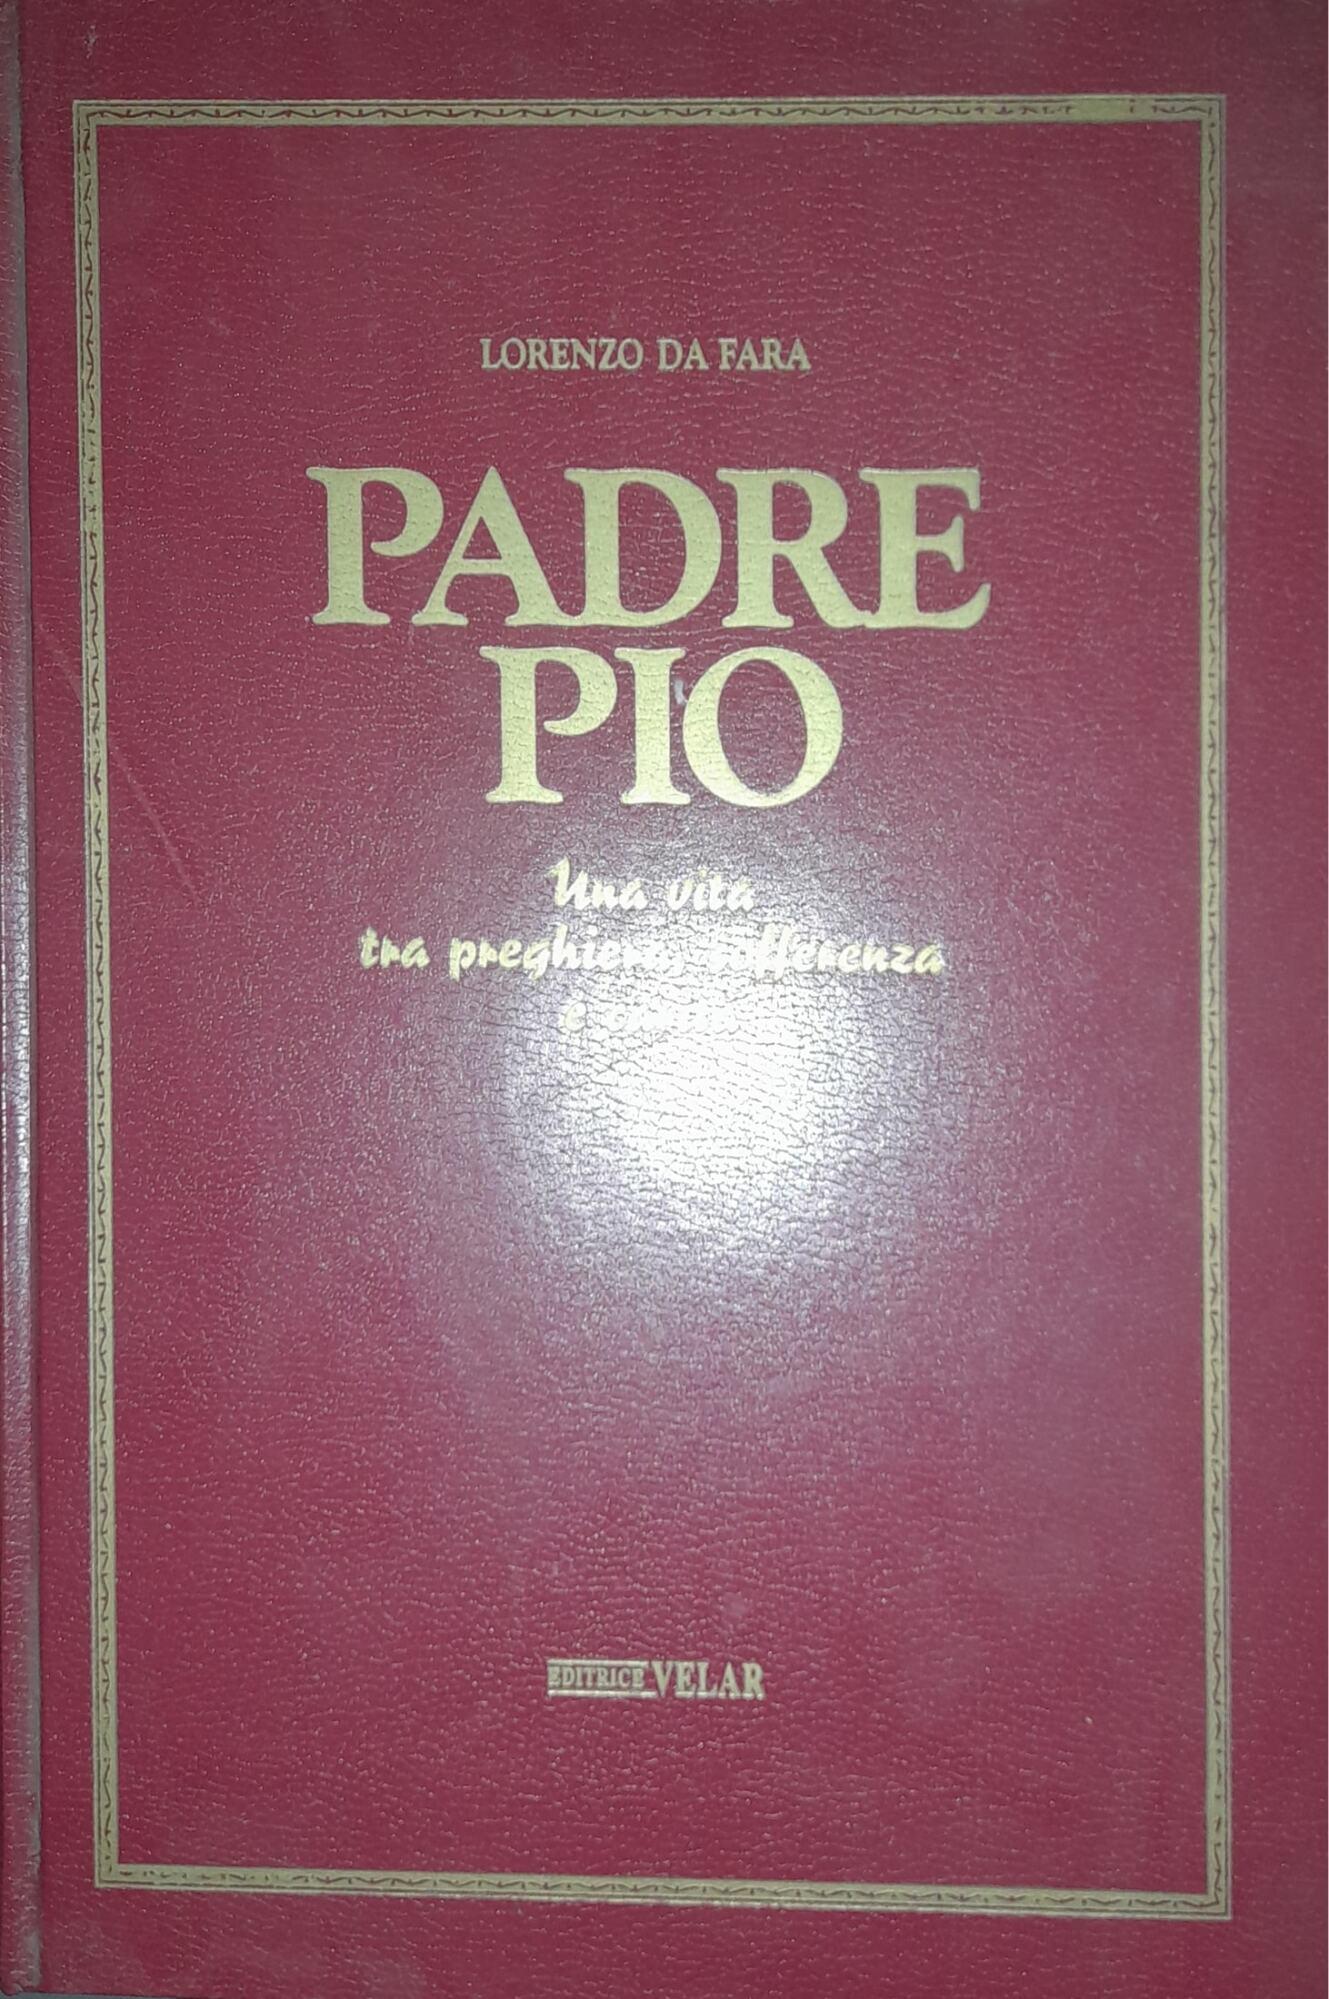 LORENZO DA FARA
PADRE
PIO
Una vita
tra preghiera, sofferenza
e
EDITRICE VELAR